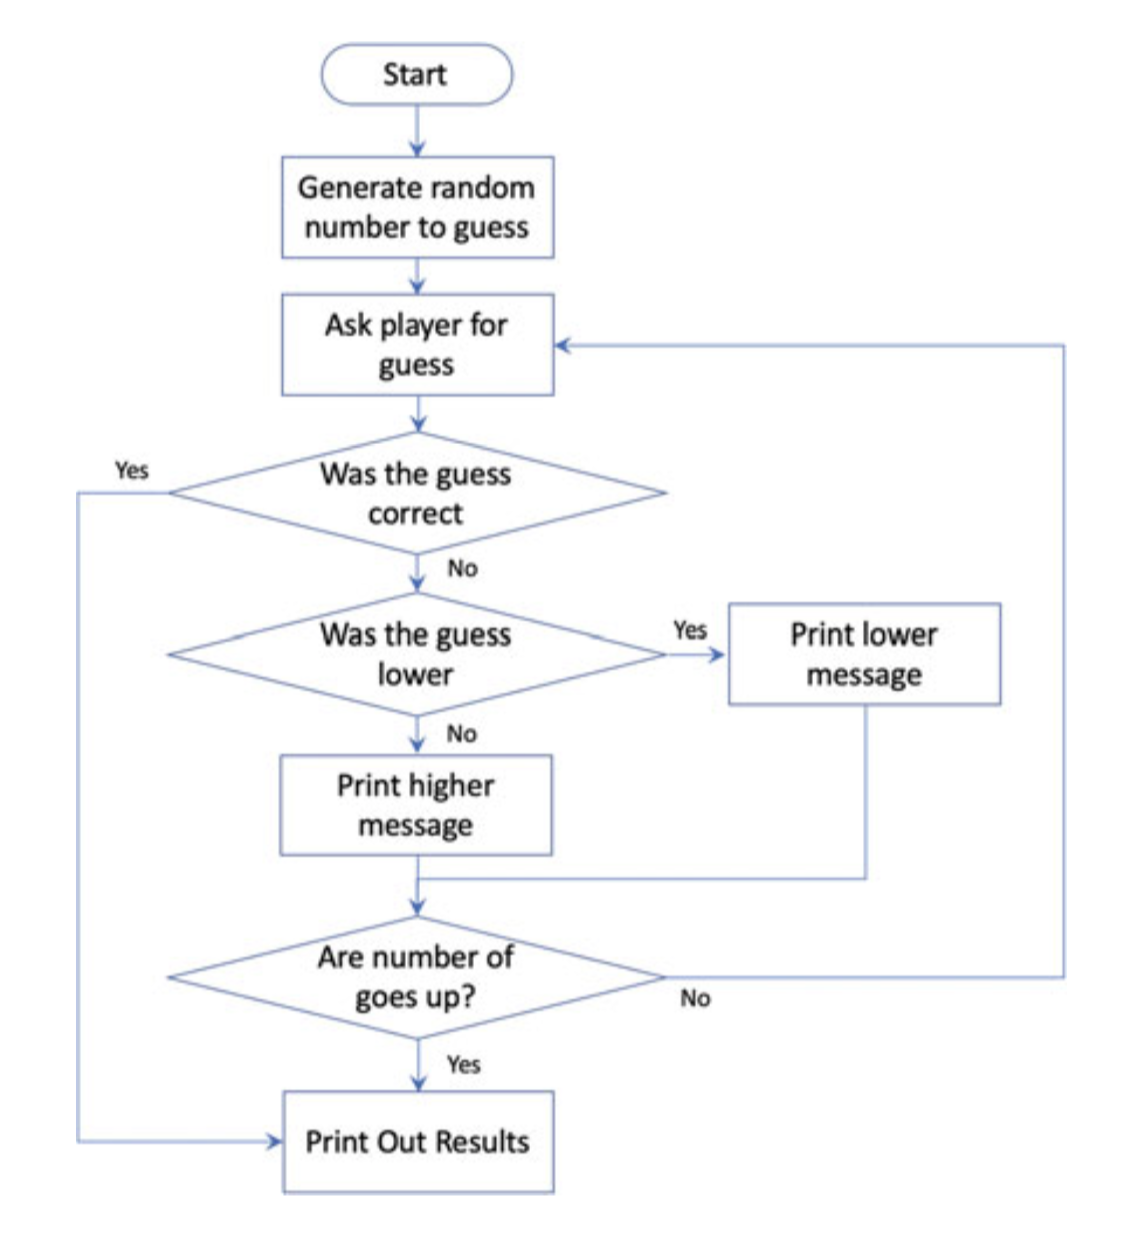 Start
Generate random
number to guess
Ask player for
guess
Yes
Was the guess
correct
No
Was the guess
lower
Yes
Print lower
message
No
Print higher
message
Are number of
goes up?
No
Yes
Print Out Results